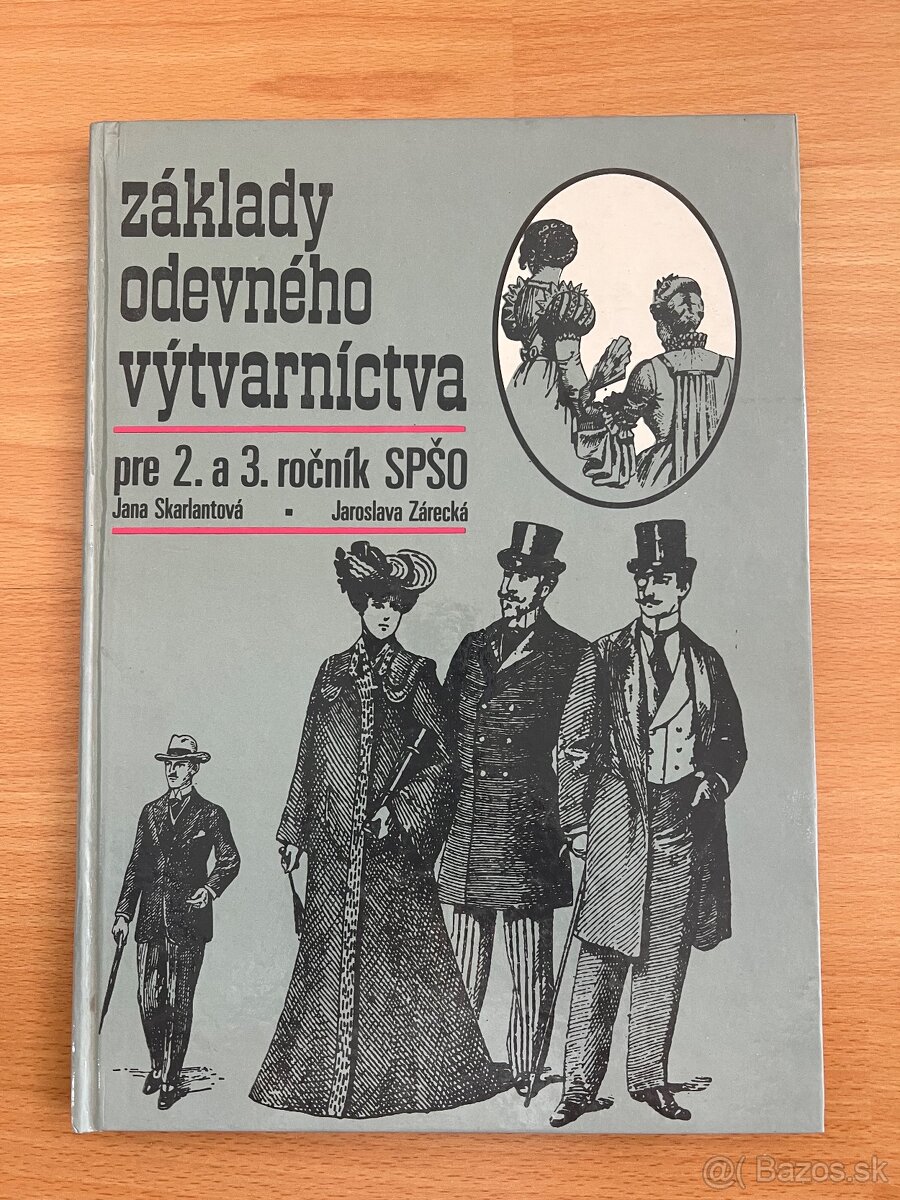 základy
odevného
výtvarníctva
pre 2. a 3. ročník SPŠO
Jana Skarlantová ▪ Jaroslava Zárecká
@( Bazos.sk